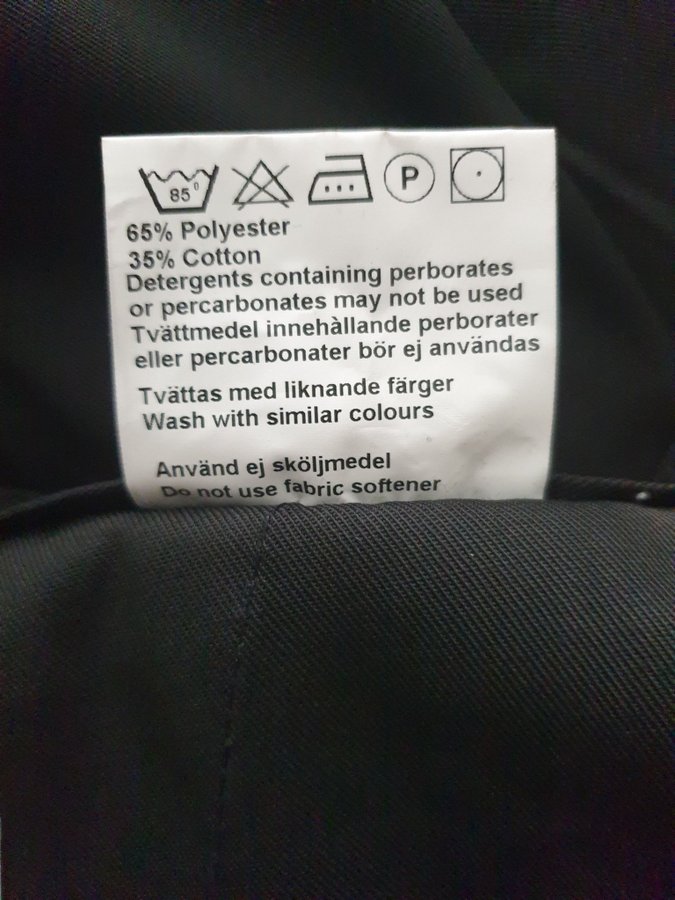 85°
P
65% Polyester
35% Cotton
Detergents containing perborates
or percarbonates may not be used
Tvättmedel innehàllande perborater
eller percarbonater bör ej användas
Tvättas med liknande färger
Wash with similar colours
Använd ej sköljmedel
Do not use fabric softener